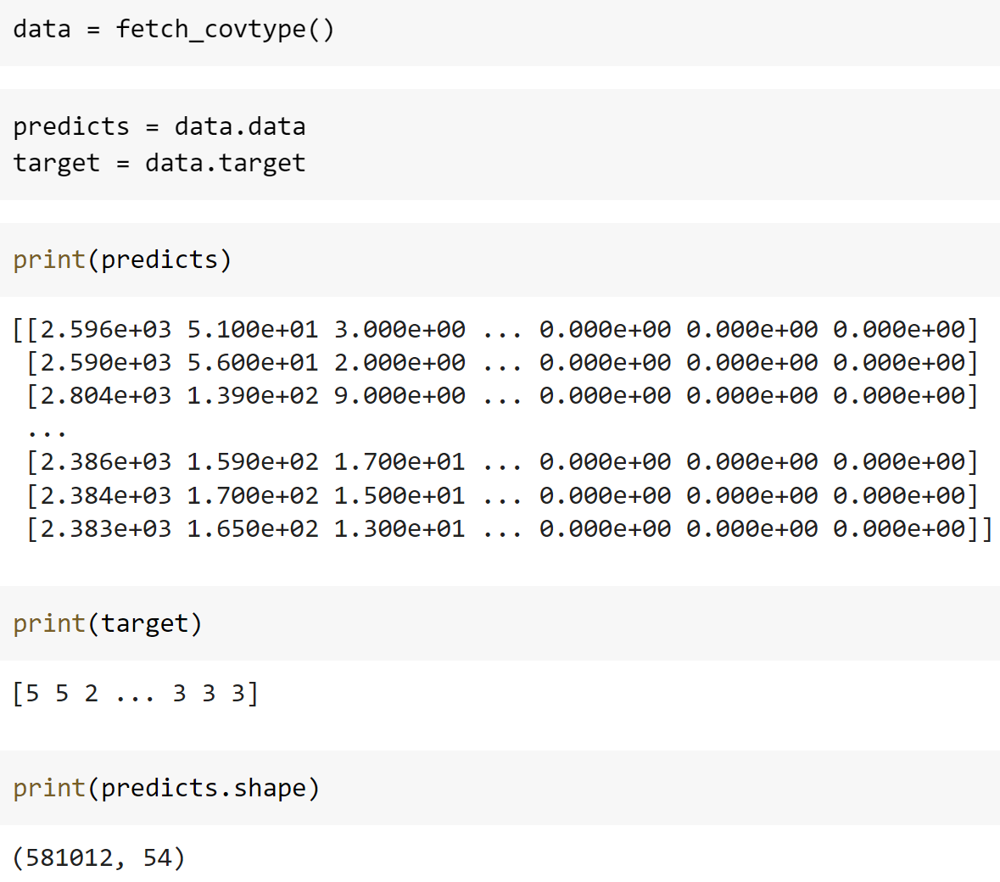 data = fetch_covtype()
predicts = data.data
target = data.target
print(predicts)
[[2.596e+03 5.100e+01 3.000e+00 ... 0.000e+00 0.000e+00 0.000e+00]
[2.590e+03 5.600e+01 2.000e+00 ... 0.000e+00 0.000e+00 0.000e+00]
[2.804e+03 1.390e+02 9.000e+00 ... 0.000e+00 0.000e+00 0.000e+00]
...
[2.386e+03 1.590e+02 1.700e+01 ... 0.000e+00 0.000e+00 0.000e+00]
[2.384e+03 1.700e+02 1.500e+01 ... 0.000e+00 0.000e+00 0.000e+00]
[2.383e+03 1.650e+02 1.300e+01 ... 0.000e+00 0.000e+00 0.000e+00]]
print(target)
[5 5 2 ... 3 3 3]
print(predicts.shape)
(581012, 54)